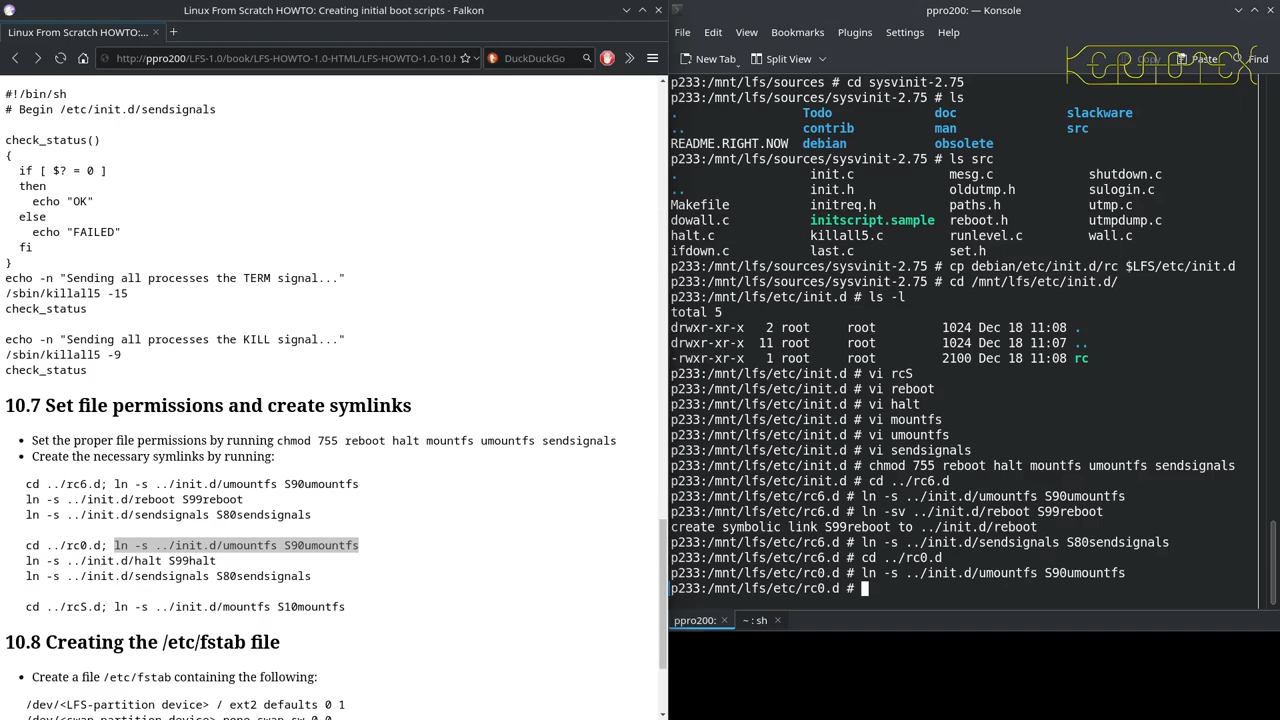 Linux From Scratch HOWTO: Creating initial boot scripts - Falkon
Linux From Scratch HOWTO:...
http://ppro200/LFS-1.0/book/LFS-HOWTO-1.0-HTML/LFS-HOWTO-1.0-10.h
DuckDuckGo
#!/bin/sh
# Begin /etc/init.d/sendsignals
check_status()
{
if [ $? = 0 ]
then
echo "OK"
else
echo "FAILED"
fi
}
echo -n "Sending all processes the TERM signal..."
/sbin/killall5 -15
check_status
echo -n "Sending all processes the KILL signal..."
/sbin/killall5 -9
check_status
10.7 Set file permissions and create symlinks
• Set the proper file permissions by running chmod 755 reboot halt mountfs umountfs sendsignals
• Create the necessary symlinks by running:
cd ../rc6.d; ln -s ../init.d/umountfs S90umountfs
ln -s ../init.d/reboot S99reboot
ln -s ../init.d/sendsignals S80sendsignals
cd ../rc0.d; ln -s ../init.d/umountfs S90umountfs
ln -s ../init.d/halt S99halt
ln -s ../init.d/sendsignals S80sendsignals
cd ../rcS.d; ln -s ../init.d/mountfs S10mountfs
10.8 Creating the /etc/fstab file
• Create a file /etc/fstab containing the following:
/dev/<LFS-partition device> / ext2 defaults 0 1
/dev/<swap-partition device> none swap sw 0 0
ppro200: — Konsole
File Edit View Bookmarks Plugins Settings Help
New Tab Split View Copy Paste Find
p233:/mnt/lfs/sources # cd sysvinit-2.75
p233:/mnt/lfs/sources/sysvinit-2.75 # ls
. Todo doc slackware
.. contrib man src
README.RIGHT.NOW debian obsolete
p233:/mnt/lfs/sources/sysvinit-2.75 # ls src
. init.c mesg.c shutdown.c
.. init.h oldutmp.h sulogin.c
Makefile initreq.h paths.h utmp.c
dowall.c initscript.sample reboot.h utmpdump.c
halt.c killall5.c runlevel.c wall.c
ifdown.c last.c set.h
p233:/mnt/lfs/sources/sysvinit-2.75 # cp debian/etc/init.d/rc $LFS/etc/init.d
p233:/mnt/lfs/sources/sysvinit-2.75 # cd /mnt/lfs/etc/init.d/
p233:/mnt/lfs/etc/init.d # ls -l
total 5
drwxr-xr-x 2 root root 1024 Dec 18 11:08 .
drwxr-xr-x 11 root root 1024 Dec 18 11:07 ..
-rwxr-xr-x 1 root root 2100 Dec 18 11:08 rc
p233:/mnt/lfs/etc/init.d # vi rcS
p233:/mnt/lfs/etc/init.d # vi reboot
p233:/mnt/lfs/etc/init.d # vi halt
p233:/mnt/lfs/etc/init.d # vi mountfs
p233:/mnt/lfs/etc/init.d # vi umountfs
p233:/mnt/lfs/etc/init.d # vi sendsignals
p233:/mnt/lfs/etc/init.d # chmod 755 reboot halt mountfs umountfs sendsignals
p233:/mnt/lfs/etc/init.d # cd ../rc6.d
p233:/mnt/lfs/etc/rc6.d # ln -s ../init.d/umountfs S90umountfs
p233:/mnt/lfs/etc/rc6.d # ln -sv ../init.d/reboot S99reboot
create symbolic link S99reboot to ../init.d/reboot
p233:/mnt/lfs/etc/rc6.d # ln -s ../init.d/sendsignals S80sendsignals
p233:/mnt/lfs/etc/rc6.d # cd ../rc0.d
p233:/mnt/lfs/etc/rc0.d # ln -s ../init.d/umountfs S90umountfs
p233:/mnt/lfs/etc/rc0.d #
ppro200: ~ : sh